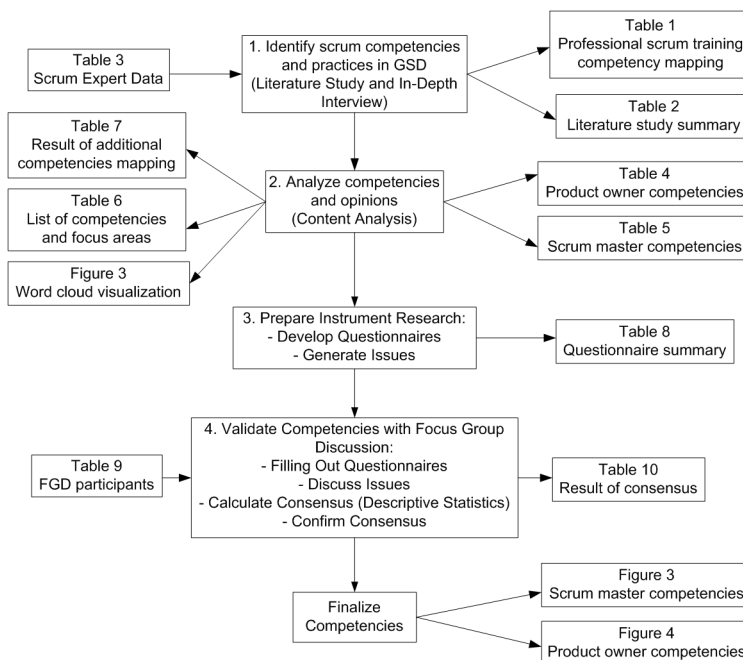 Table 3
Scrum Expert Data
1. Identify scrum competencies
and practices in GSD
(Literature Study and In-Depth
Interview)
Table 1
Professional scrum training
competency mapping
Table 2
Literature study summary
Table 7
Result of additional
competencies mapping
Table 6
List of competencies
and focus areas
Figure 3
Word cloud visualization
2. Analyze competencies
and opinions
(Content Analysis)
Table 4
Product owner competencies
Table 5
Scrum master competencies
3. Prepare Instrument Research:
- Develop Questionnaires
- Generate Issues
Table 8
Questionnaire summary
Table 9
FGD participants
4. Validate Competencies with Focus Group
Discussion:
- Filling Out Questionnaires
- Discuss Issues
- Calculate Consensus (Descriptive Statistics)
- Confirm Consensus
Table 10
Result of consensus
Finalize
Competencies
Figure 3
Scrum master competencies
Figure 4
Product owner competencies